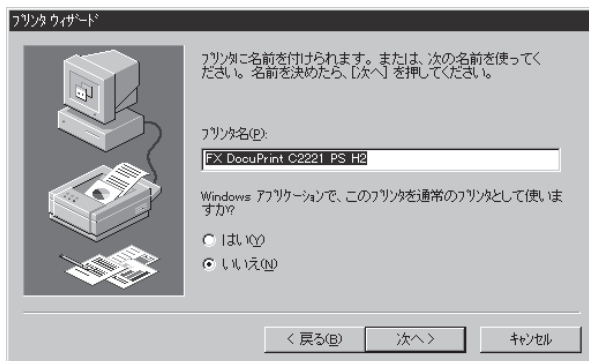 プリンタ ウィザード
プリンタに名前を付けられます。または、次の名前を使ってく
ださい。名前を決めたら、[次へ] を押してください。
プリンタ名(P):
FX DocuPrint C2221 PS H2
Windows アプリケーションで、このプリンタを通常のプリンタとして使いま
すか?
はい(Y)
いいえ(N)
< 戻る(B)
次へ >
キャンセル